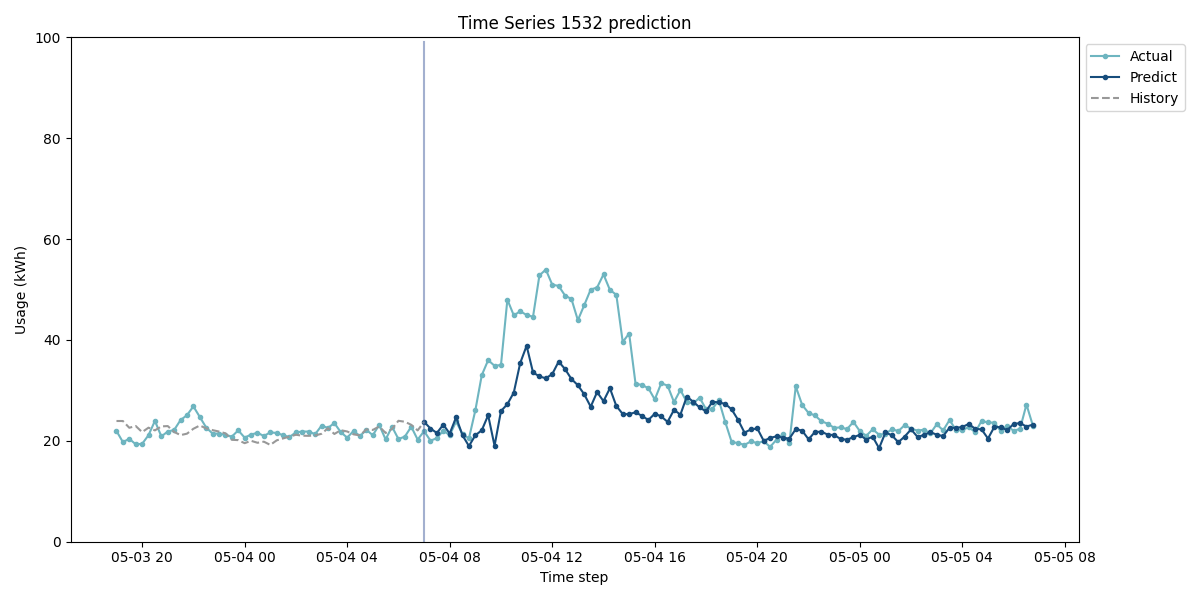 Time Series 1532 prediction
100
80
60
40
20
0
Usage (kWh)
05-03 20
05-04 00
05-04 04
05-04 08
05-04 12
05-04 16
05-04 20
05-05 00
05-05 04
05-05 08
Time step
Actual
Predict
History